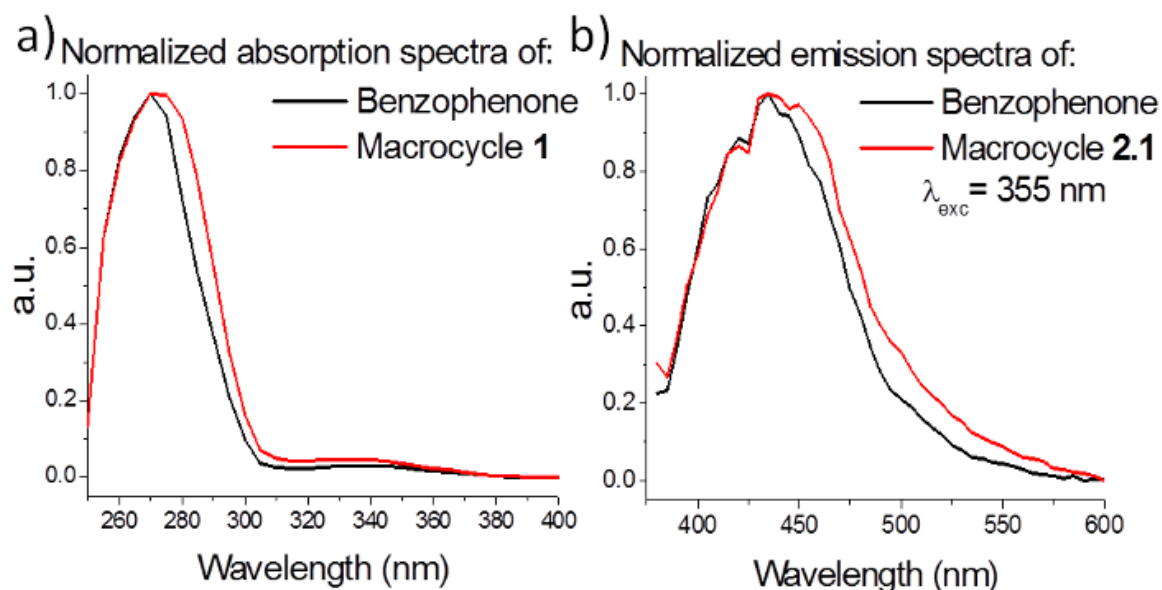 a) Normalized absorption spectra of:
Benzophenone
Macrocycle 1
1.0
0.8
0.6
0.4
0.2
0.0
a.u.
260 280 300 320 340 360 380 400
Wavelength (nm)
b) Normalized emission spectra of:
Benzophenone
Macrocycle 2.1
λexc = 355 nm
1.0
0.8
0.6
0.4
0.2
0.0
a.u.
400 450 500 550 600
Wavelength (nm)